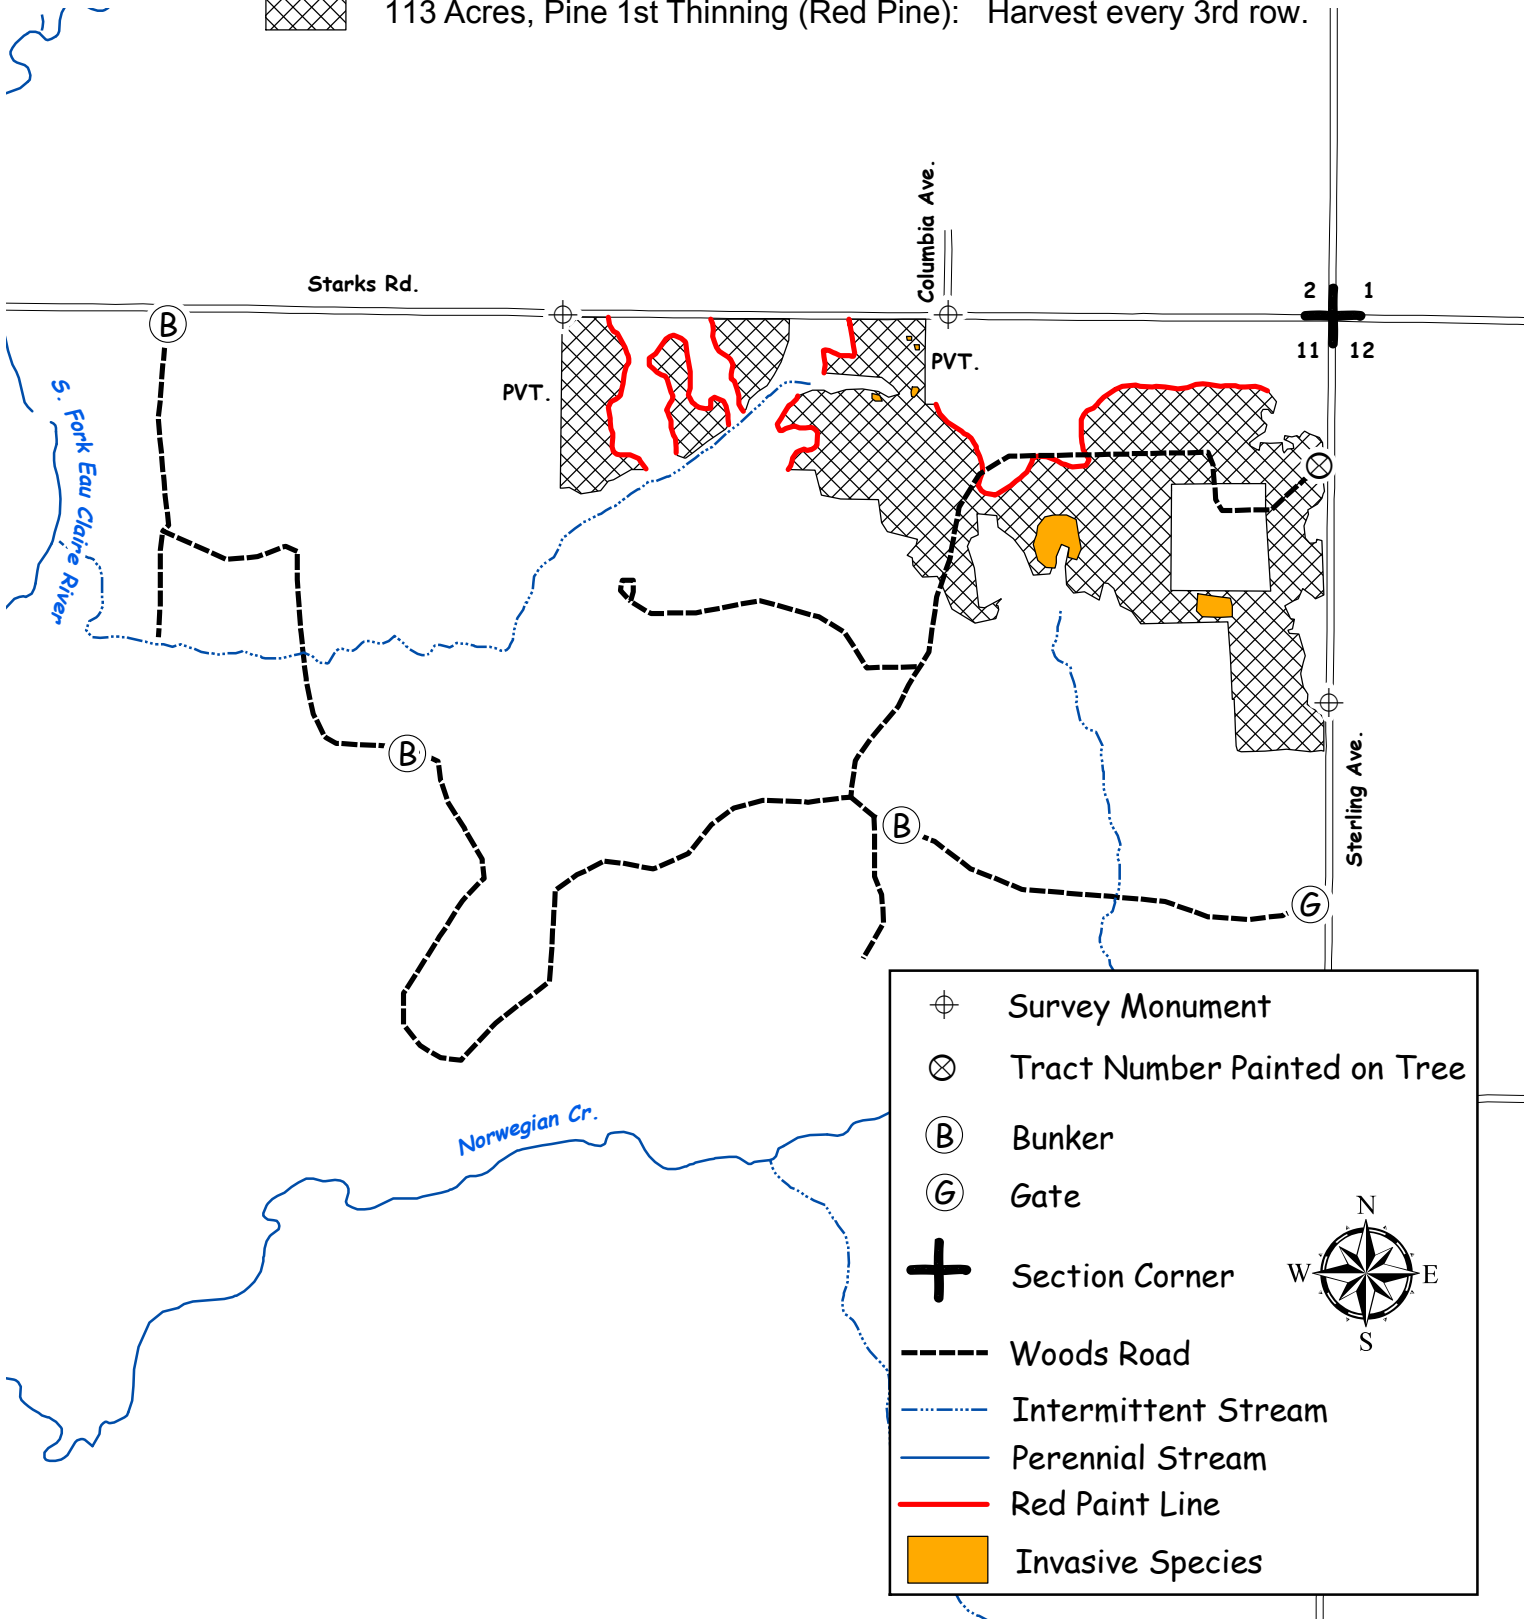 113 Acres, Pine 1st Thinning (Red Pine): Harvest every 3rd row.
Columbia Ave.
Starks Rd.
2 1
11 12
B
PVT.
PVT.
S. Fork Eau Claire River
B
B
Sterling Ave.
G
Survey Monument
Tract Number Painted on Tree
B Bunker
G Gate
Section Corner
N
W E
S
Woods Road
Intermittent Stream
Perennial Stream
Red Paint Line
Invasive Species
Norwegian Cr.